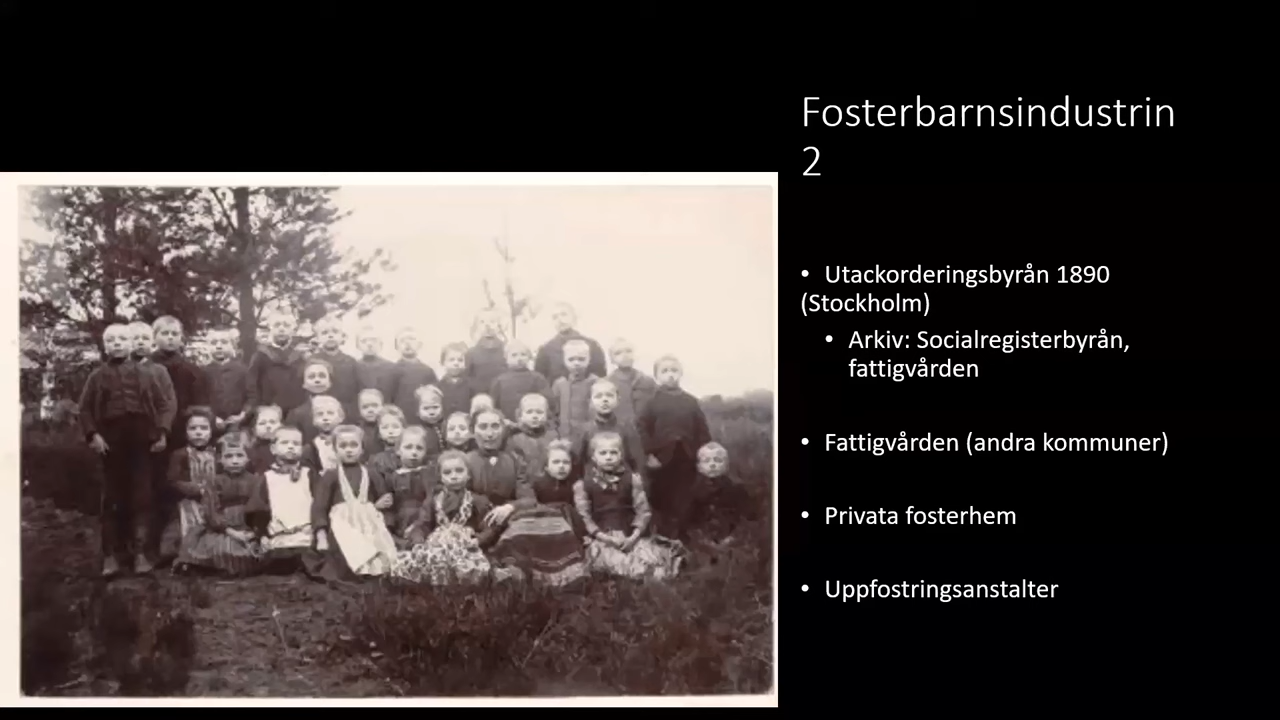 Fosterbarnsindustrin
2
• Utackorderingsbyrån 1890
(Stockholm)
• Arkiv: Socialregisterbyrån,
fattigvården
• Fattigvården (andra kommuner)
• Privata fosterhem
• Uppfostringsanstalter